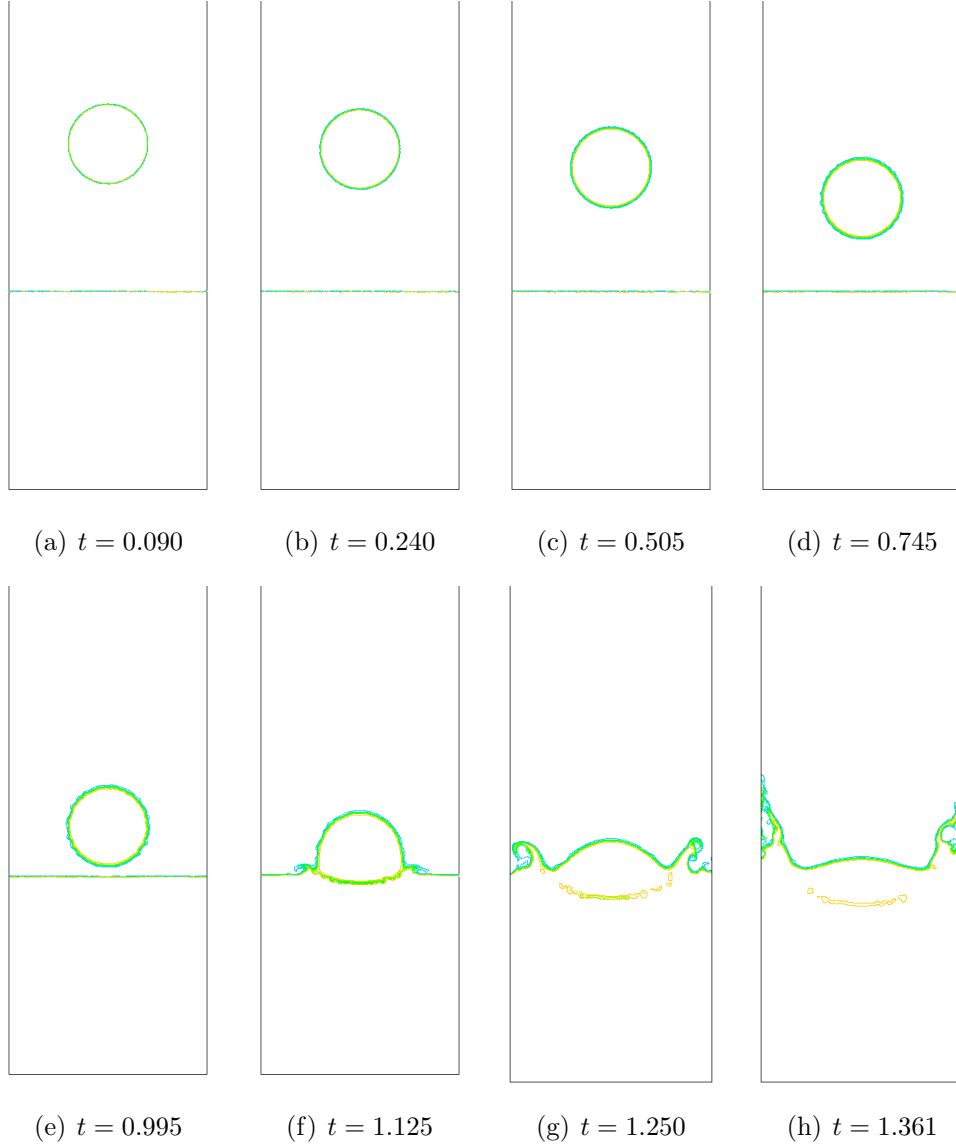 (a) t = 0.090
(b) t = 0.240
(c) t = 0.505
(d) t = 0.745
(e) t = 0.995
(f) t = 1.125
(g) t = 1.250
(h) t = 1.361